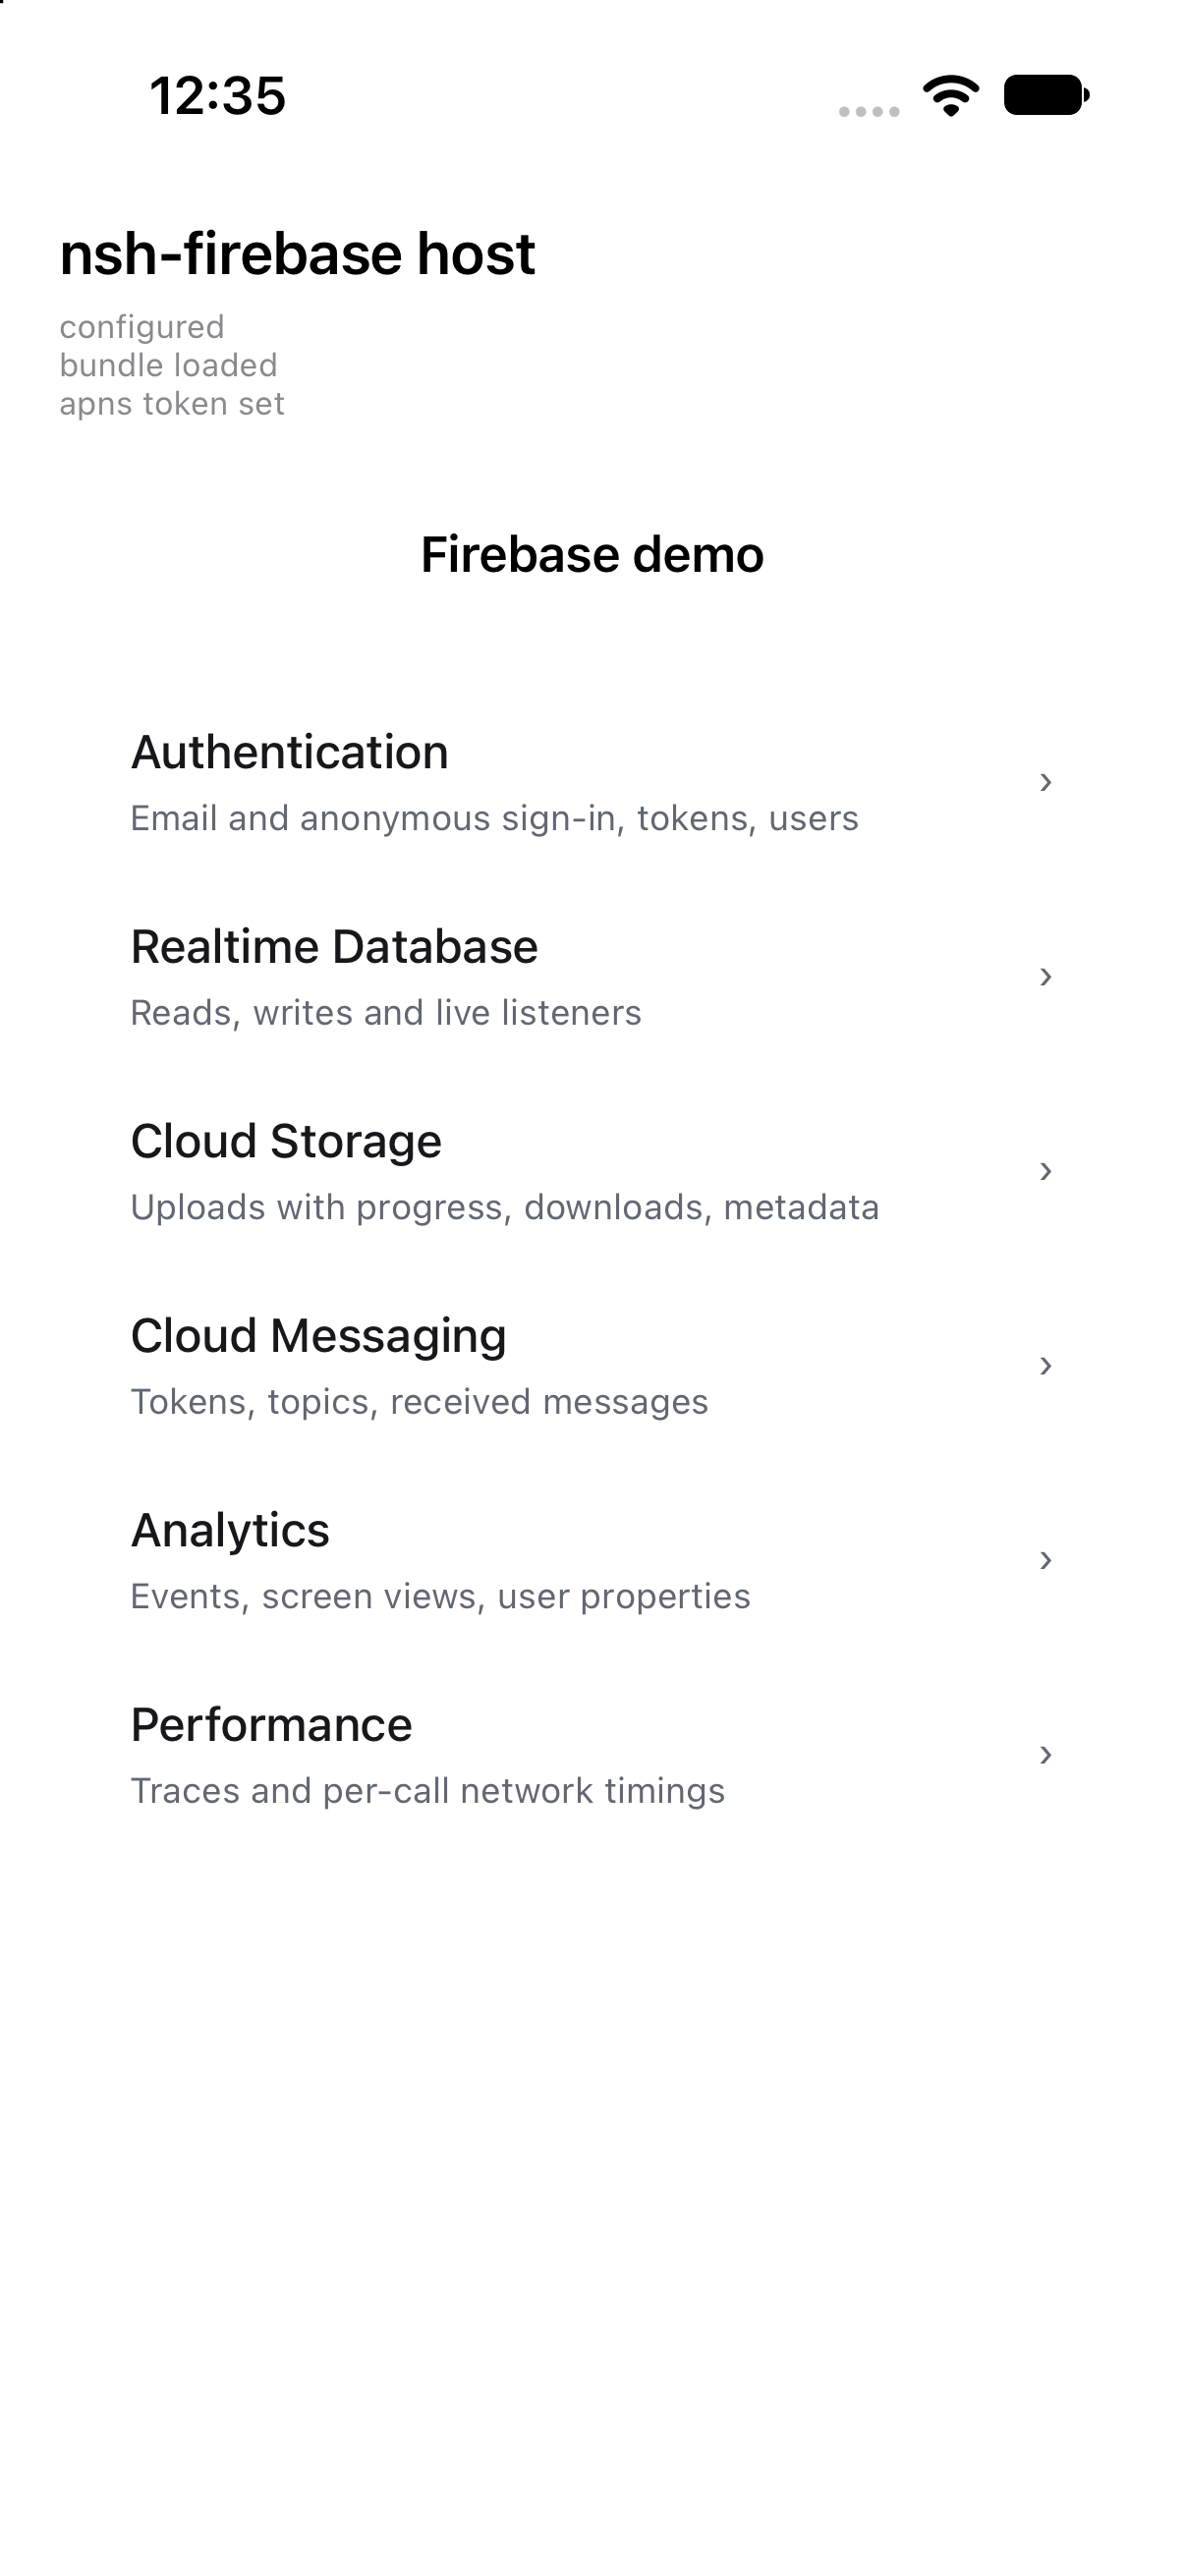 12:35
nsh-firebase host
configured
bundle loaded
apns token set
Firebase demo
Authentication
Email and anonymous sign-in, tokens, users
›
Realtime Database
Reads, writes and live listeners
›
Cloud Storage
Uploads with progress, downloads, metadata
›
Cloud Messaging
Tokens, topics, received messages
›
Analytics
Events, screen views, user properties
›
Performance
Traces and per-call network timings
›